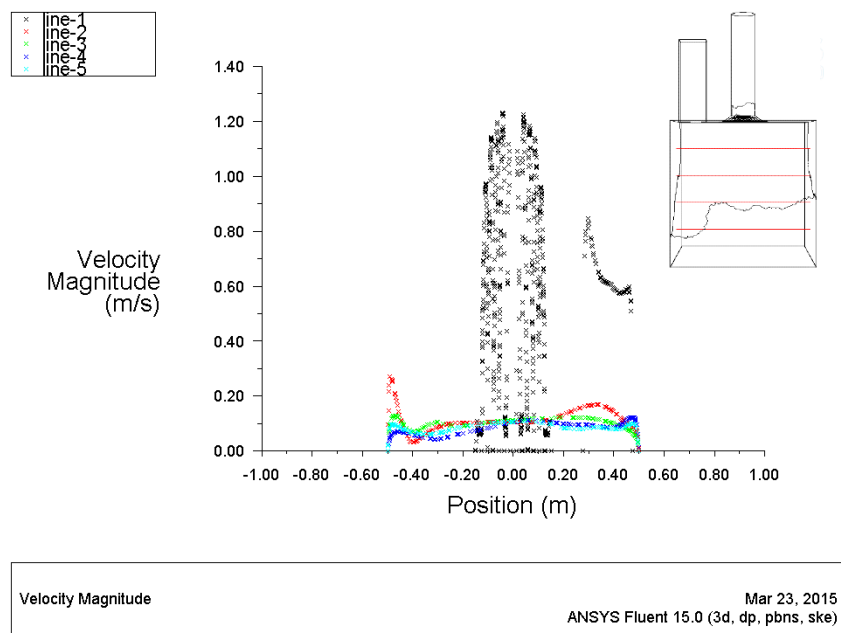 line-1
line-2
line-3
line-4
line-5
1.40
1.20
1.00
0.80
0.60
0.40
0.20
0.00
Velocity
Magnitude
(m/s)
-1.00 -0.80 -0.60 -0.40 -0.20 0.00 0.20 0.40 0.60 0.80 1.00
Position (m)
Velocity Magnitude
Mar 23, 2015
ANSYS Fluent 15.0 (3d, dp, pbns, ske)